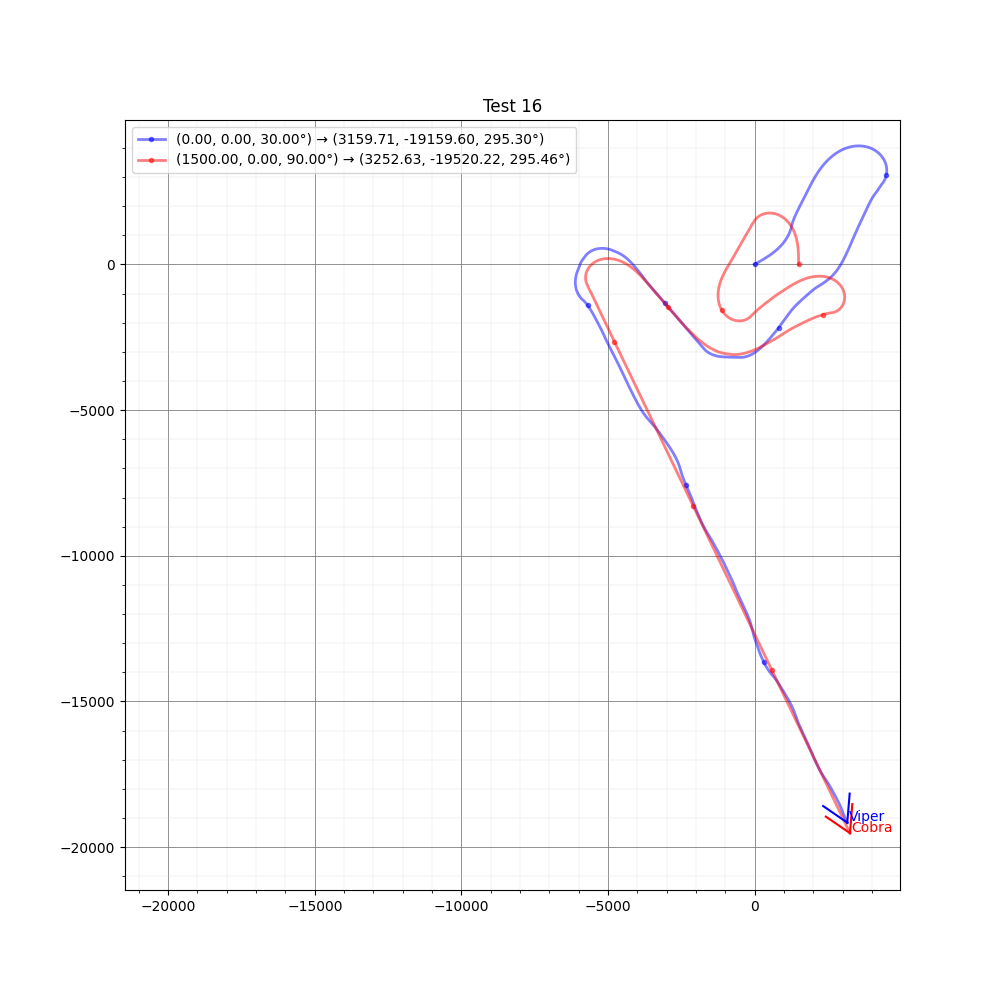 Test 16
(0.00, 0.00, 30.00°) → (3159.71, -19159.60, 295.30°)
(1500.00, 0.00, 90.00°) → (3252.63, -19520.22, 295.46°)
0
−5000
−10000
−15000
−20000
Viper
Cobra
−20000 −15000 −10000 −5000 0